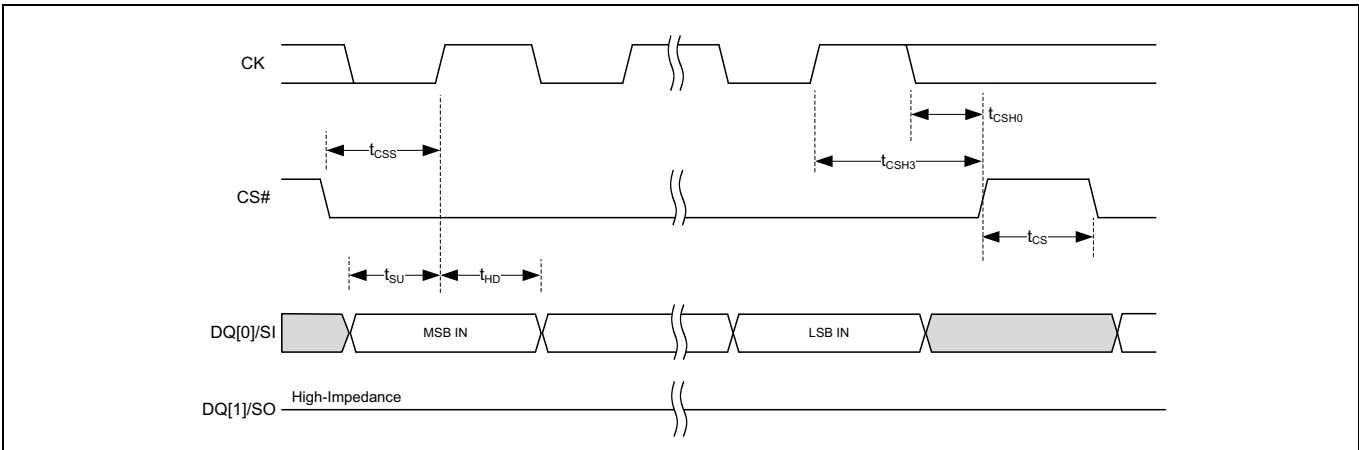 CK
tCSH0
tCSS
tCSH3
CS#
tCS
tSU
tHD
DQ[0]/SI
MSB IN
LSB IN
High-Impedance
DQ[1]/SO